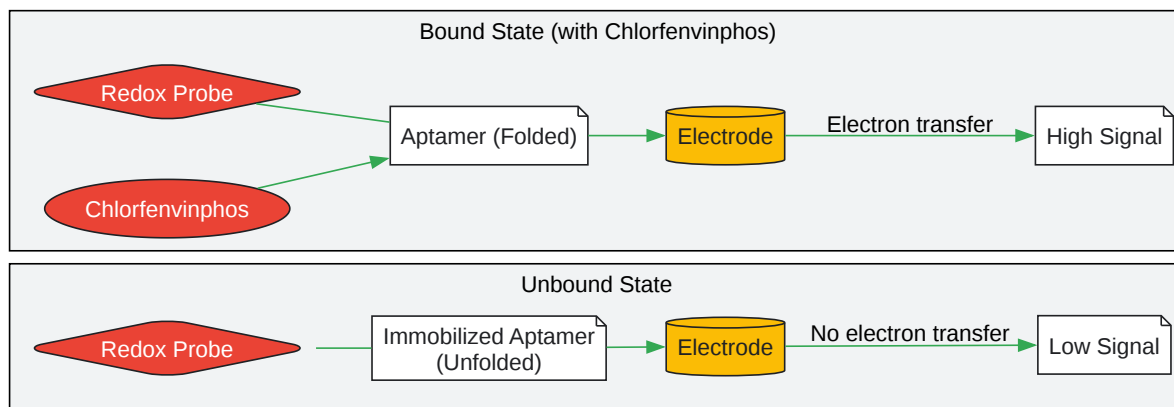 Bound State (with Chlorfenvinphos)
Redox Probe
Aptamer (Folded)
Electrode
Electron transfer
High Signal
Chlorfenvinphos
Unbound State
Redox Probe
Immobilized Aptamer
(Unfolded)
Electrode
No electron transfer
Low Signal